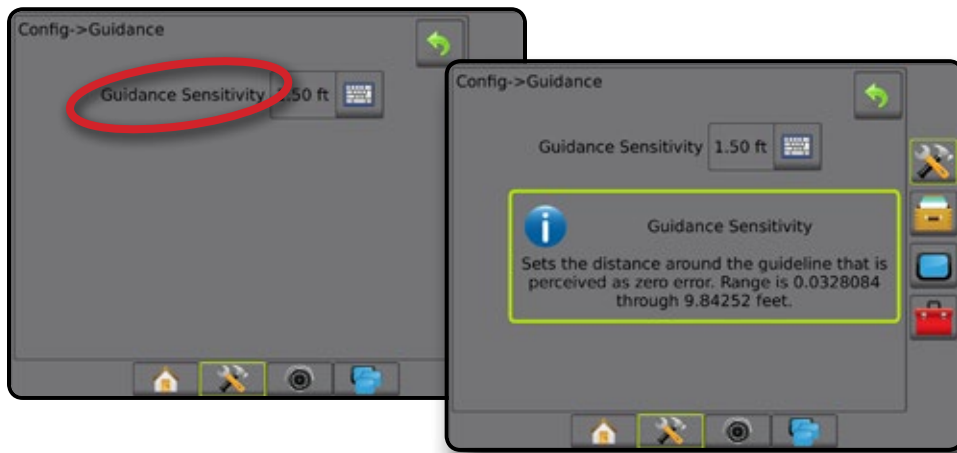 Config->Guidance
Guidance Sensitivity .50 ft
Config->Guidance
Guidance Sensitivity 1.50 ft
Guidance Sensitivity
Sets the distance around the guideline that is
perceived as zero error. Range is 0.0328084
through 9.84252 feet.